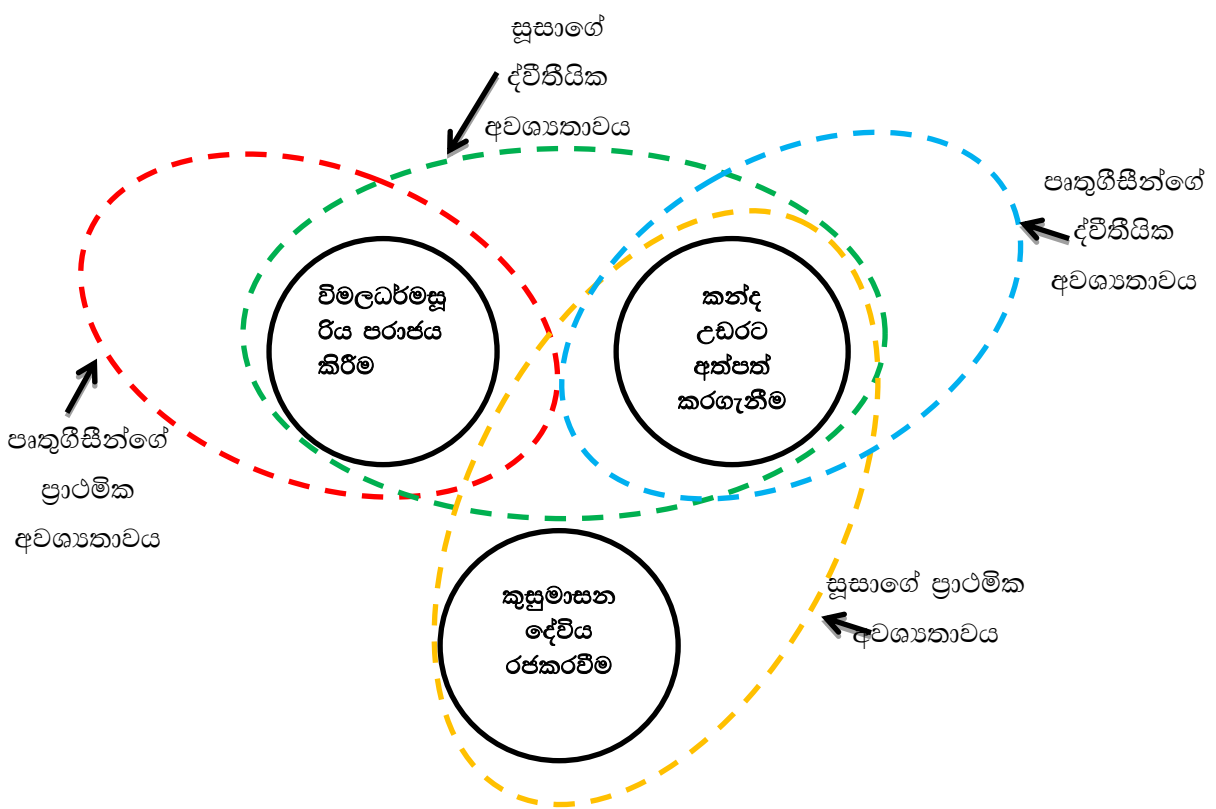 සූසාගේ
ද්විතීයික
අවශ්‍යතාවය
පෘතුගීසීන්ගේ
ද්විතීයික
අවශ්‍යතාවය
විමලධර්මසූ
රිය පරාජය
කිරීම
කන්ද
උඩරට
අත්පත්
කරගැනීම
පෘතුගීසීන්ගේ
ප්‍රාථමික
අවශ්‍යතාවය
කුසුමාසන
දේවිය
රජකරවීම
සූසාගේ ප්‍රාථමික
අවශ්‍යතාවය